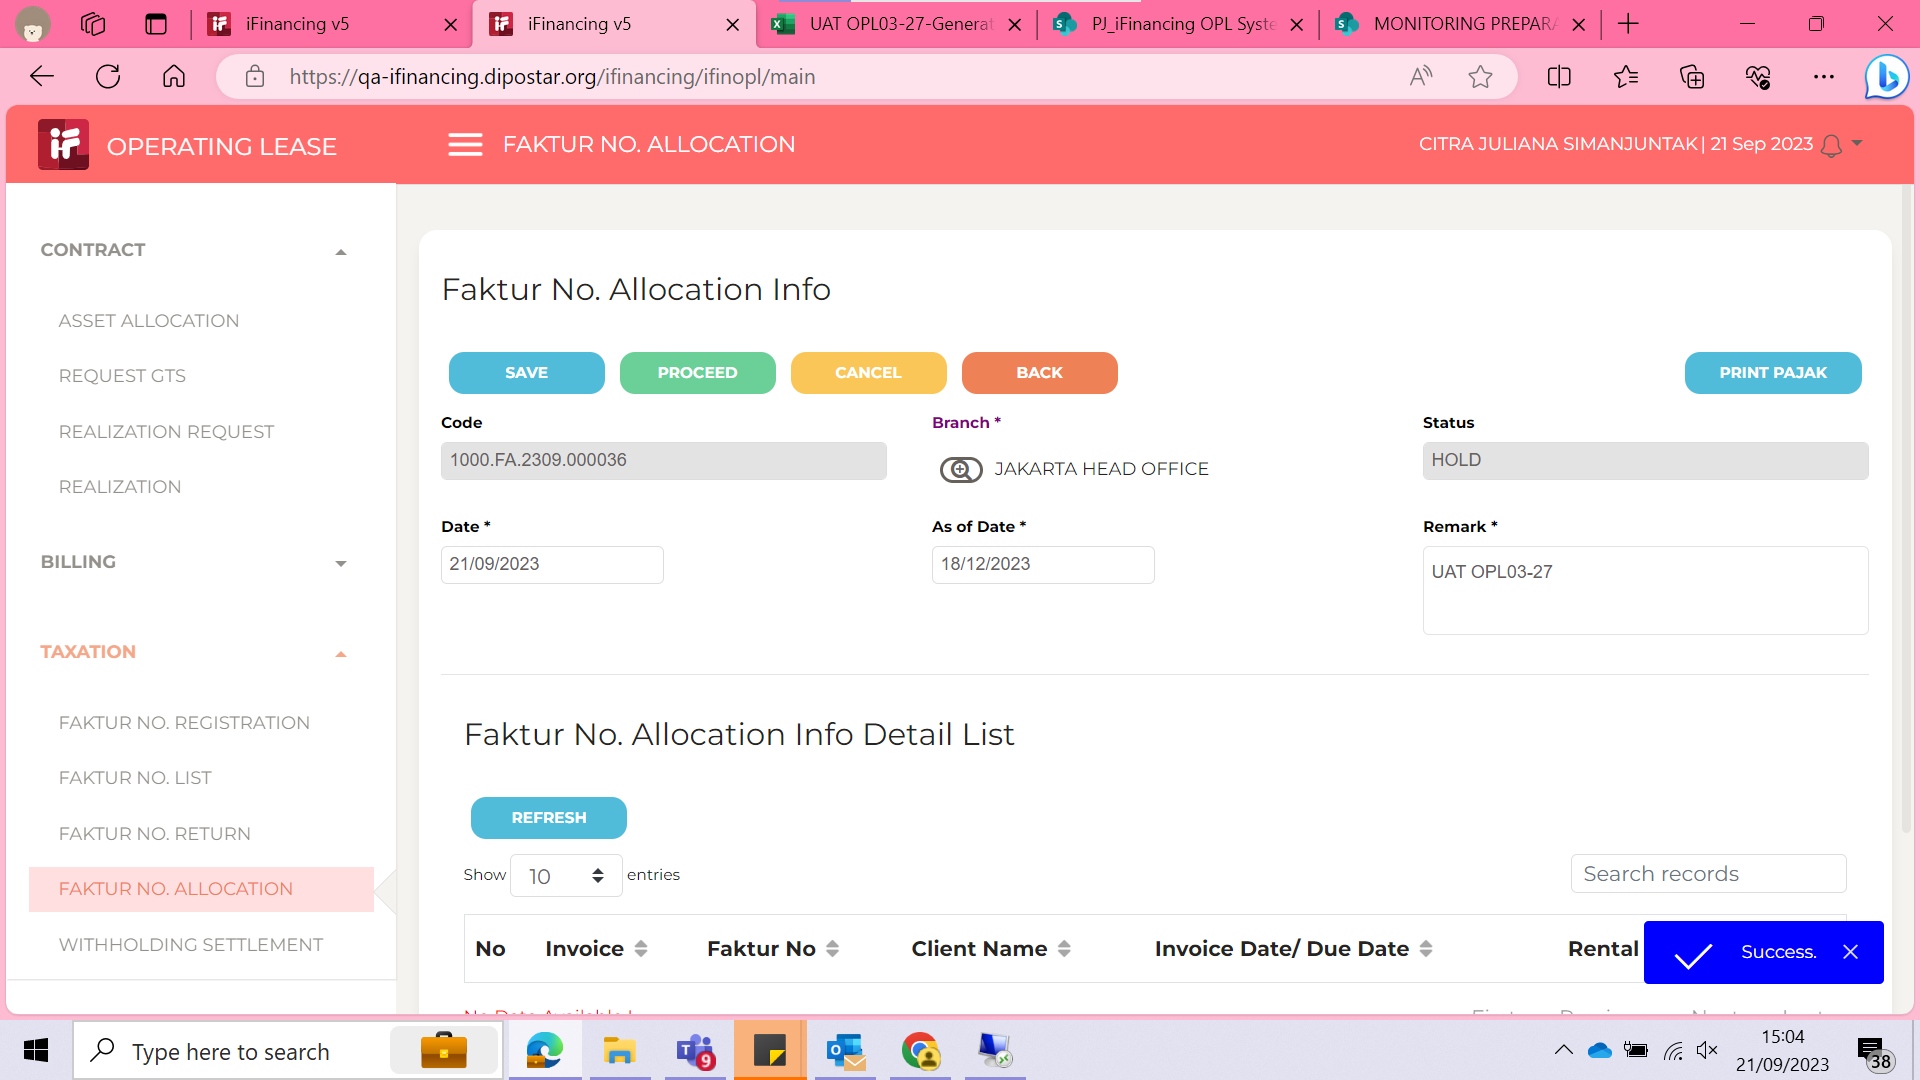 iFinancing v5
iFinancing v5
UAT OPL03-27-Generat
PJ_iFinancing OPL Syste
MONITORING PREPARA
https://qa-ifinancing.dipostar.org/ifinancing/ifinopl/main
iF OPERATING LEASE
FAKTUR NO. ALLOCATION
CITRA JULIANA SIMANJUNTAK | 21 Sep 2023
CONTRACT
ASSET ALLOCATION
REQUEST GTS
REALIZATION REQUEST
REALIZATION
BILLING
TAXATION
FAKTUR NO. REGISTRATION
FAKTUR NO. LIST
FAKTUR NO. RETURN
FAKTUR NO. ALLOCATION
WITHHOLDING SETTLEMENT
Faktur No. Allocation Info
SAVE PROCEED CANCEL BACK PRINT PAJAK
Code Branch * Status
1000.FA.2309.000036 JAKARTA HEAD OFFICE HOLD
Date * As of Date * Remark *
21/09/2023 18/12/2023 UAT OPL03-27
Faktur No. Allocation Info Detail List
REFRESH
Show 10 entries Search records
No Invoice Faktur No Client Name Invoice Date/ Due Date Rental
Success.
Type here to search
9
15:04
21/09/2023
38